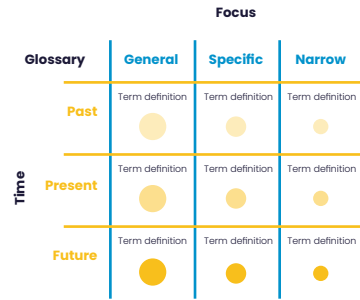 Focus
Glossary General Specific Narrow
Term definition Term definition Term definition
Past
Time
Term definition Term definition Term definition
Present
Term definition Term definition Term definition
Future